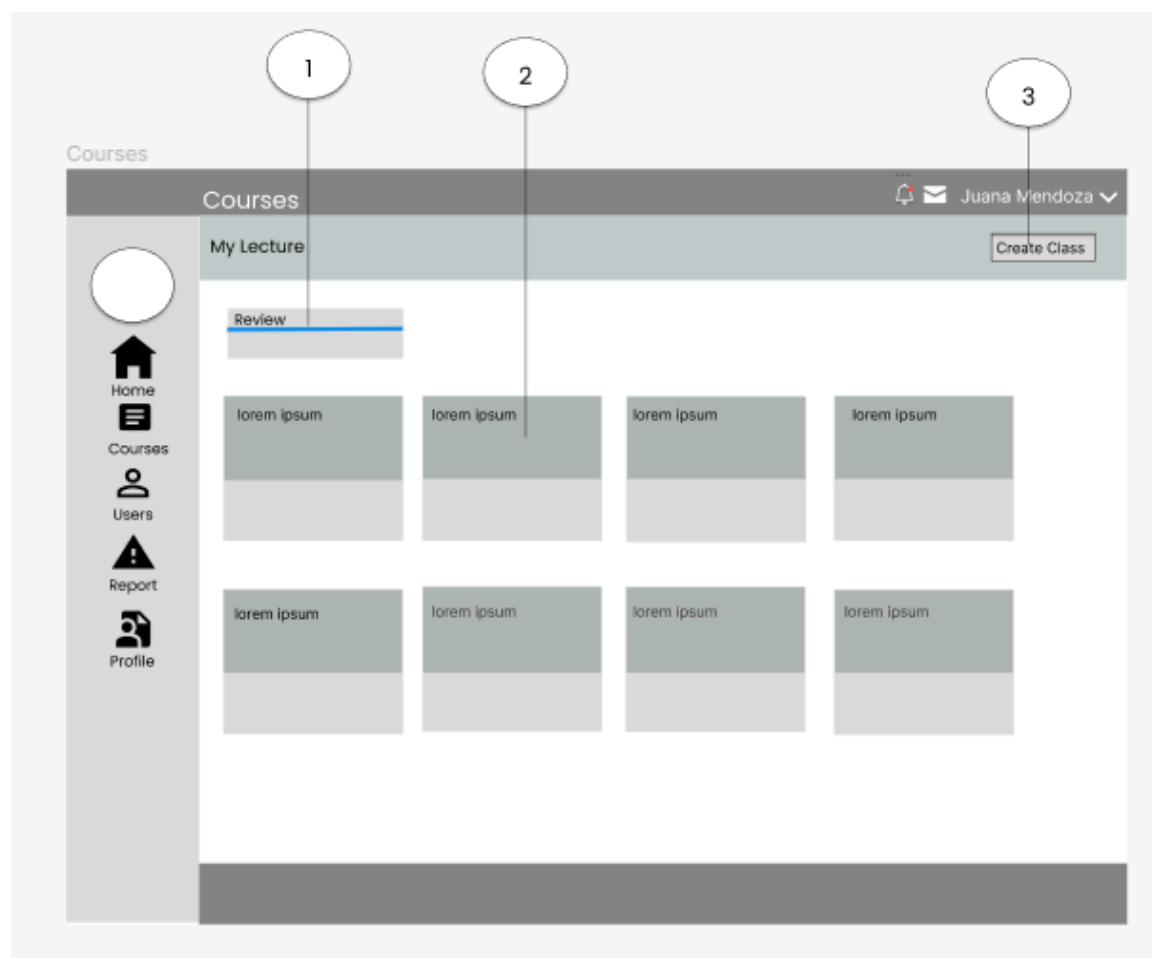 1
2
3
Courses
Courses
Juana Mendoza
My Lecture
Create Class
Review
Home
Courses
Users
Report
Profile
lorem ipsum
lorem ipsum
lorem ipsum
lorem ipsum
lorem ipsum
lorem ipsum
lorem ipsum
lorem ipsum